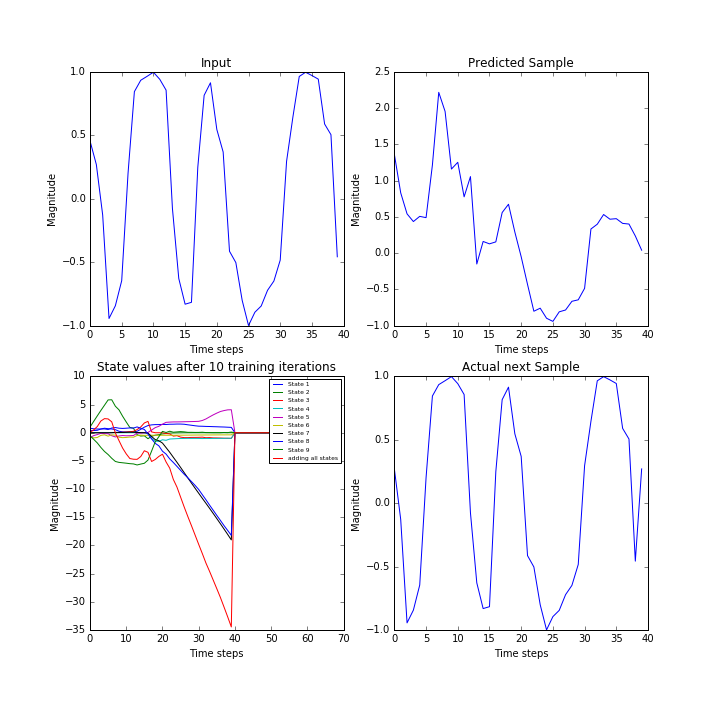 Input
Predicted Sample
1.0
0.5
0.0
−0.5
−1.0
Magnitude
0 5 10 15 20 25 30 35 40
Time steps
2.5
2.0
1.5
1.0
0.5
0.0
−0.5
−1.0
Magnitude
0 5 10 15 20 25 30 35 40
Time steps
State values after 10 training iterations
Actual next Sample
10
5
0
−5
−10
−15
−20
−25
−30
−35
Magnitude
State 1
State 2
State 3
State 4
State 5
State 6
State 7
State 8
State 9
adding all states
0 10 20 30 40 50 60 70
Time steps
1.0
0.5
0.0
−0.5
−1.0
Magnitude
0 5 10 15 20 25 30 35 40
Time steps